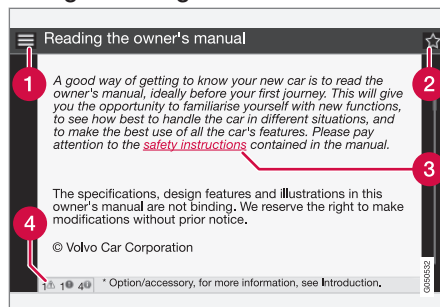 Reading the owner's manual
1
2
A good way of getting to know your new car is to read the
owner's manual, ideally before your first journey. This will give
you the opportunity to familiarise yourself with new functions,
to see how best to handle the car in different situations, and
to make the best use of all the car's features. Please pay
attention to the safety instructions contained in the manual.
3
The specifications, design features and illustrations in this
owner's manual are not binding. We reserve the right to make
modifications without prior notice.
4
© Volvo Car Corporation
1 1 4 * Option/accessory, for more information, see Introduction.
G050532